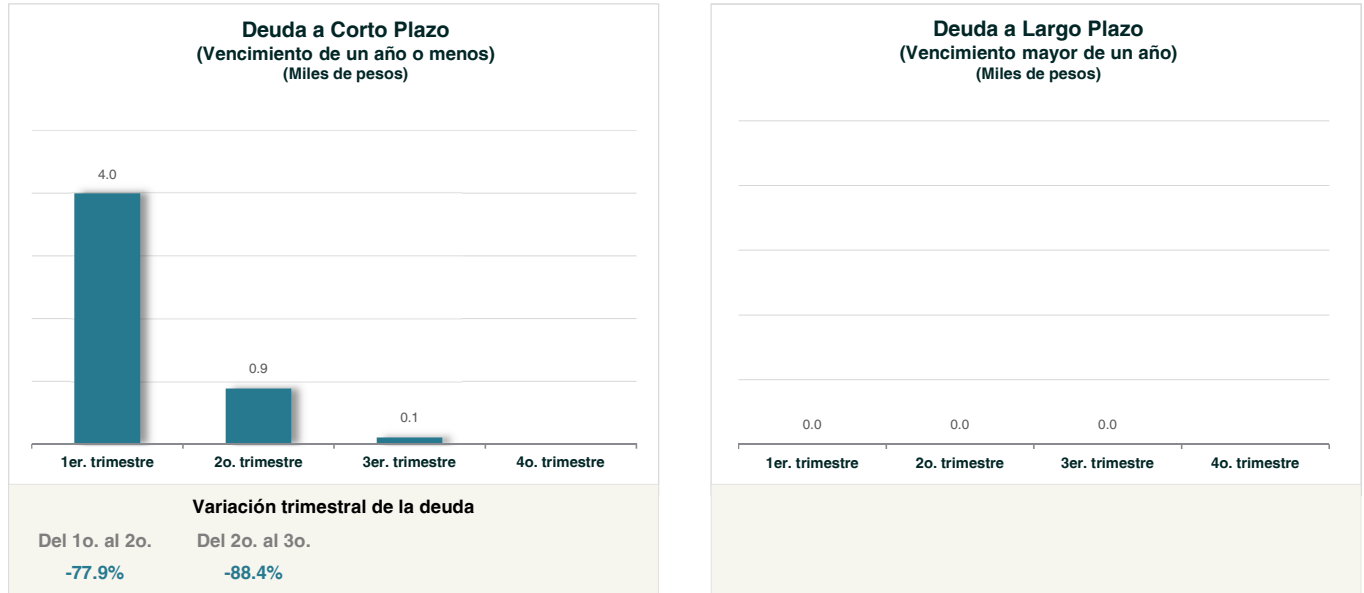 Deuda a Corto Plazo
(Vencimiento de un año o menos)
(Miles de pesos)
4.0
0.9
0.1
1er. trimestre 2o. trimestre 3er. trimestre 4o. trimestre
Variación trimestral de la deuda
Del 1o. al 2o. Del 2o. al 3o.
-77.9% -88.4%
Deuda a Largo Plazo
(Vencimiento mayor de un año)
(Miles de pesos)
0.0 0.0 0.0
1er. trimestre 2o. trimestre 3er. trimestre 4o. trimestre